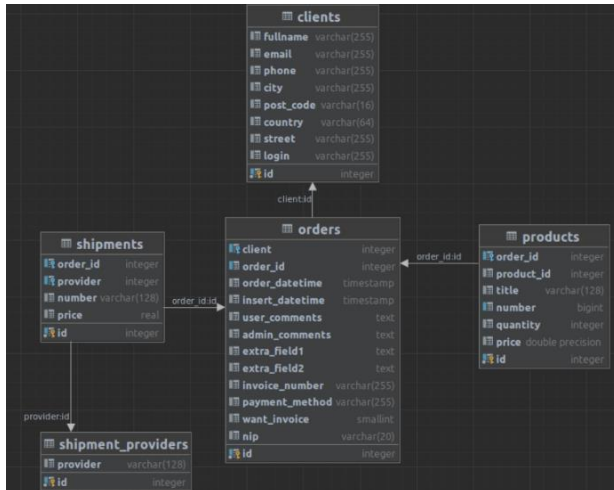 clients
fullname varchar(255)
email varchar(255)
phone varchar(255)
city varchar(255)
post_code varchar(16)
country varchar(64)
street varchar(255)
login varchar(255)
id integer
client:id
orders
client integer
order_id integer
order_datetime timestamp
insert_datetime timestamp
user_comments text
admin_comments text
extra_field1 text
extra_field2 text
invoice_number varchar(255)
payment_method varchar(255)
want_invoice smallint
nip varchar(20)
id integer
shipments
order_id integer
provider integer
number varchar(128)
price real
id integer
order_id:id
products
order_id integer
product_id integer
title varchar(128)
number bigint
quantity integer
price double precision
id integer
order_id:id
provider:id
shipment_providers
provider varchar(128)
id integer